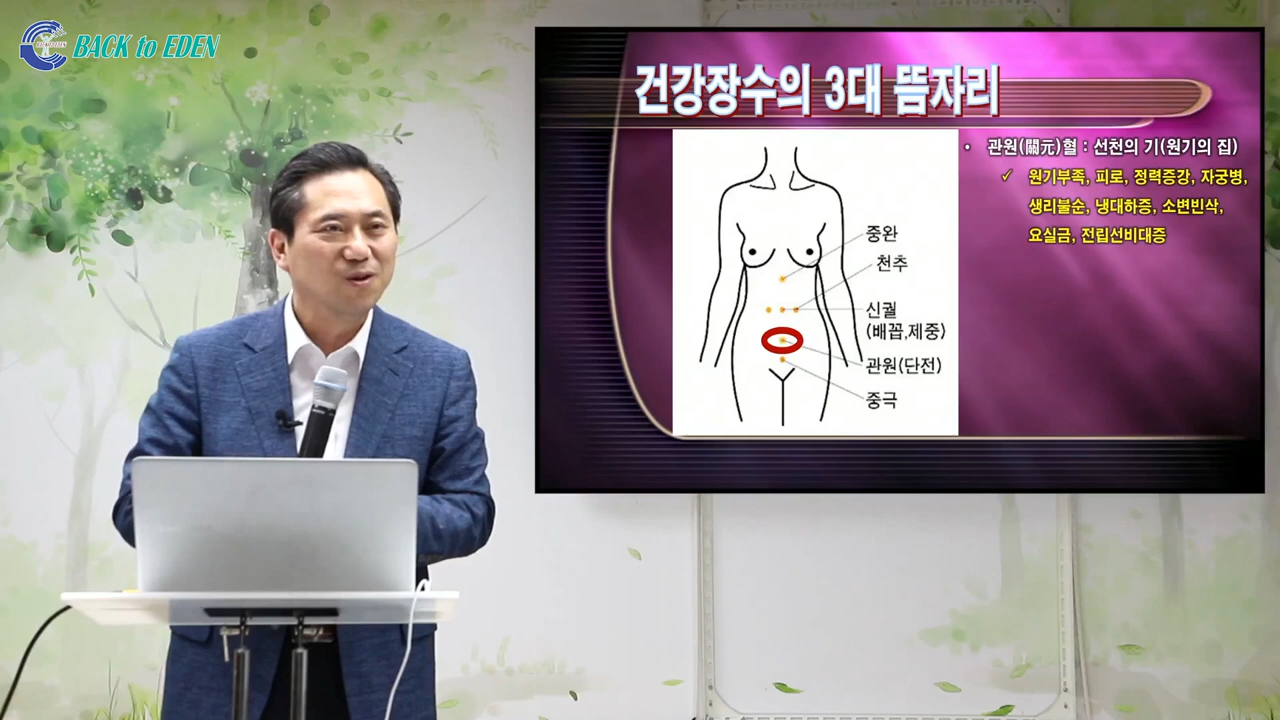 BACK to EDEN
건강장수의 3대 뜸자리
• 관원(關元)혈 : 선천의 기(원기의 집)
✓ 원기부족, 피로, 정력증강, 자궁병,
생리불순, 냉대하증, 소변빈삭,
요실금, 전립선비대증
중완
천추
신궐
(배꼽,제중)
관원(단전)
중극